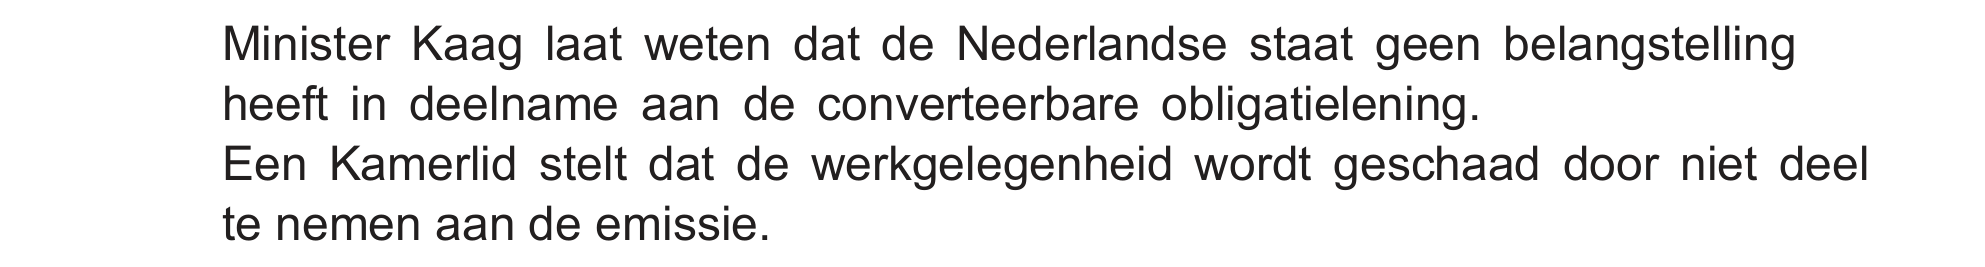 Minister Kaag laat weten dat de Nederlandse staat geen belangstelling
heeft in deelname aan de converteerbare obligatielening.
Een Kamerlid stelt dat de werkgelegenheid wordt geschaad door niet deel
te nemen aan de emissie.